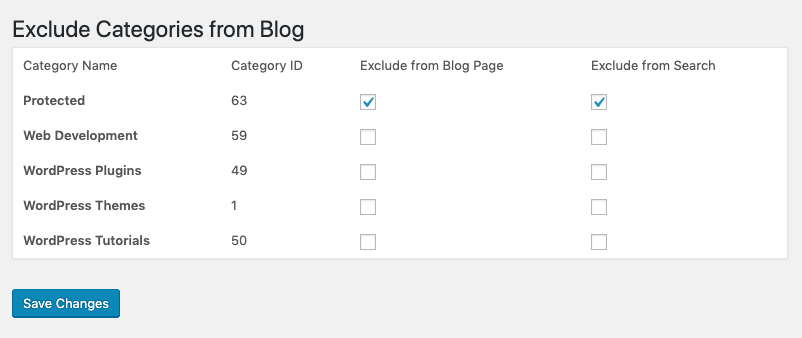 Exclude Categories from Blog
Category Name Category ID Exclude from Blog Page Exclude from Search
Protected 63
Web Development 59
WordPress Plugins 49
WordPress Themes 1
WordPress Tutorials 50
Save Changes